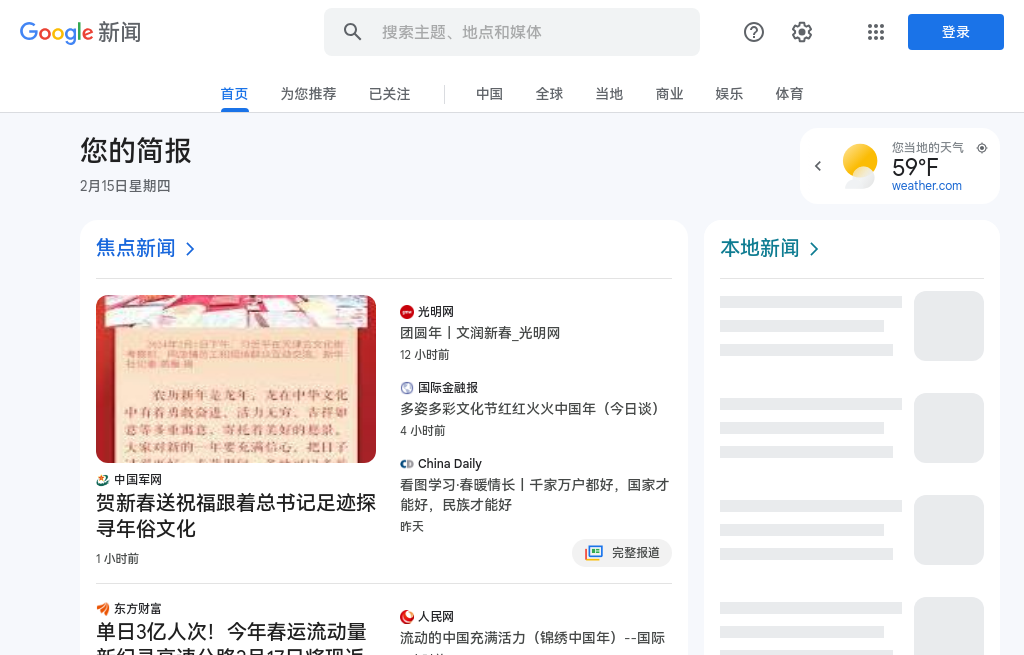 Google 新闻
搜索主题、地点和媒体
登录
首页
为您推荐
已关注
中国
全球
当地
商业
娱乐
体育
您的简报
2月15日星期四
您当地的天气
59°F
weather.com
焦点新闻
农历新年是龙年，龙在中华文化
中有着勇敢奋进、活力无穷、吉祥如
意等多重寓意，寄托着美好的愿景。
大家对新的一年要充满信心，把日子
中国军网
贺新春送祝福跟着总书记足迹探
寻年俗文化
1 小时前
光明网
团圆年丨文润新春_光明网
12 小时前
国际金融报
多姿多彩文化节红红火火中国年（今日谈）
4 小时前
China Daily
看图学习·春暖情长丨千家万户都好，国家才
能好，民族才能好
昨天
完整报道
东方财富
单日3亿人次！今年春运流动量
人民网
流动的中国充满活力（锦绣中国年）--国际
本地新闻